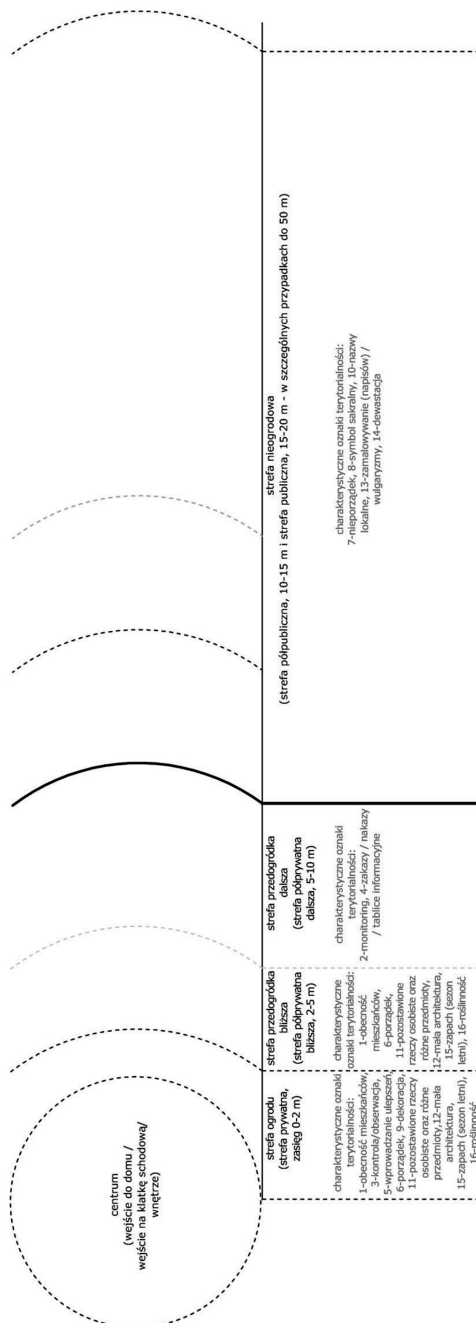 centrum
(wejście do domu /
wejście na klatkę schodową/
wnętrze)
strefa ogrodu
(strefa prywatna,
zasięg 0-2 m)
charakterystyczne oznaki
terytorialności:
1-obecność mieszkańców,
3-kontrola/obserwacja,
5-wprowadzanie ulepszeń,
6-porządek, 9-dekoracja,
11-pozostawione rzeczy
osobiste oraz różne
przedmioty,12-mała
architektura,
15-zapach (sezon letni),
16-roślinność
strefa przedogródka
bliższa
(strefa półprywatna
bliższa, 2-5 m)
charakterystyczne
oznaki terytorialności:
1-obecność
mieszkańców,
6-porządek,
11-pozostawione
rzeczy osobiste oraz
różne przedmioty,
12-mała architektura,
15-zapach (sezon
letni), 16-roślinność
strefa przedogródka
dalsza
(strefa półprywatna
dalsza, 5-10 m)
charakterystyczne oznaki
terytorialności:
2-monitoring, 4-zakazy / nakazy
/ tablice informacyjne
strefa nieogrodowa
(strefa półpubliczna, 10-15 m i strefa publiczna, 15-20 m - w szczególnych przypadkach do 50 m)
charakterystyczne oznaki terytorialności:
7-nieporządek, 8-symbol sakralny, 10-nazwy
lokalne, 13-zamalowywanie (napisów) /
wulgaryzmy, 14-dewastacja